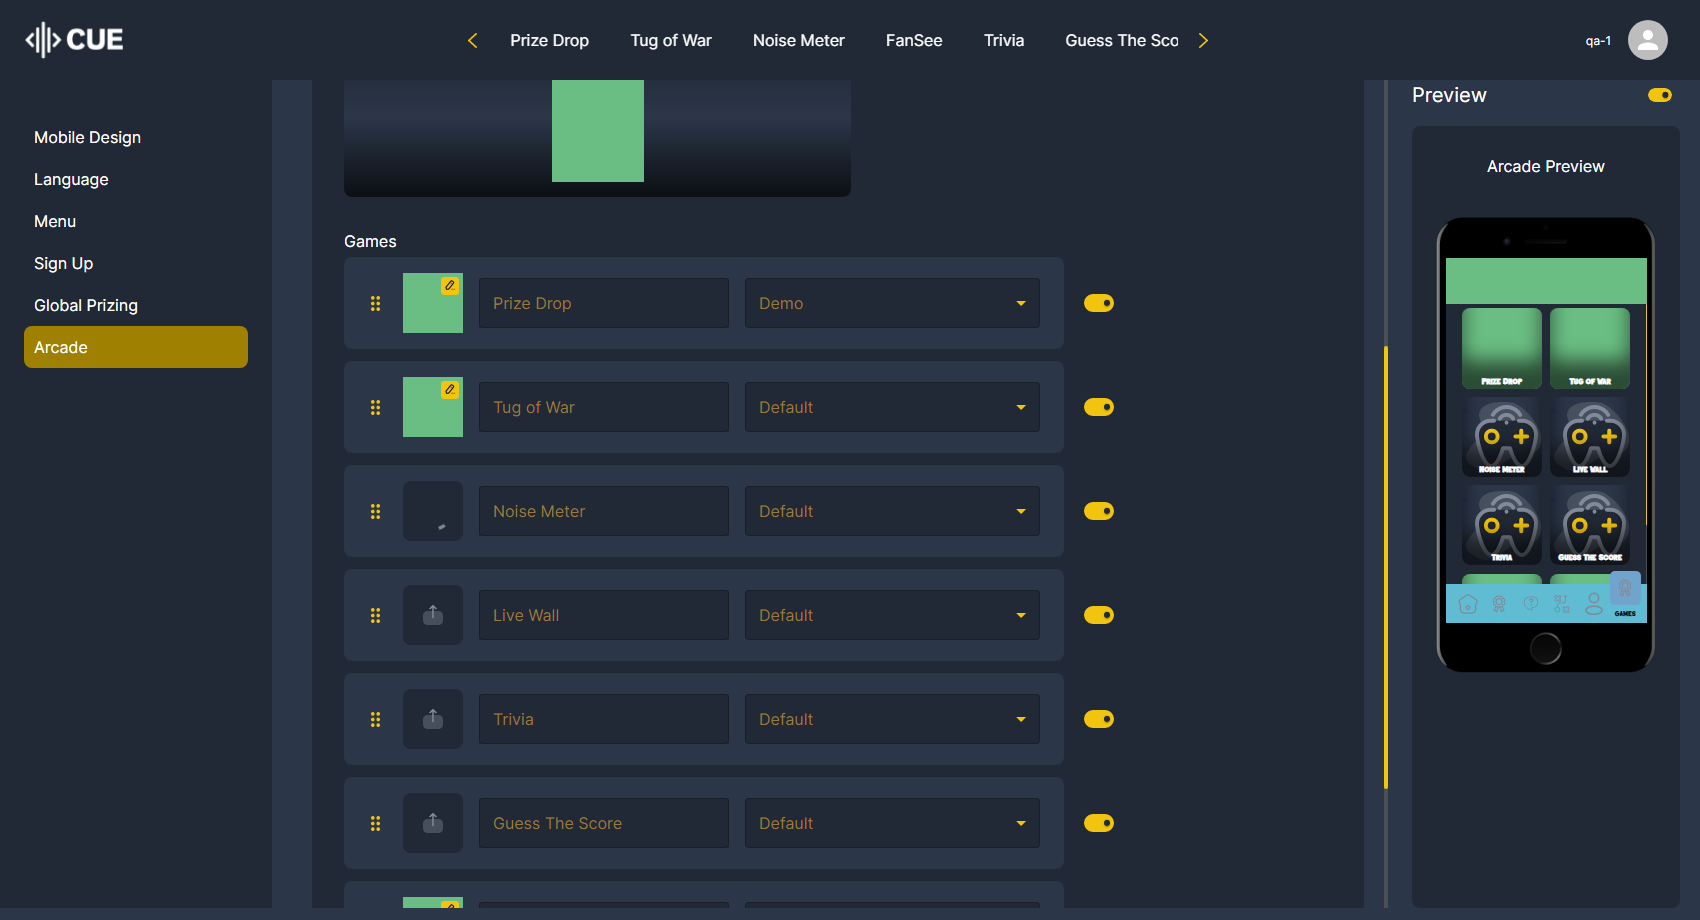 CUE
Prize Drop
Tug of War
Noise Meter
FanSee
Trivia
Guess The Sco
qa-1
Mobile Design
Language
Menu
Sign Up
Global Prizing
Arcade
Games
Prize Drop
Demo
Tug of War
Default
Noise Meter
Default
Live Wall
Default
Trivia
Default
Guess The Score
Default
Preview
Arcade Preview
Prize Drop
Tug of War
Noise Meter
Live Wall
Trivia
Guess The Score
GAMES